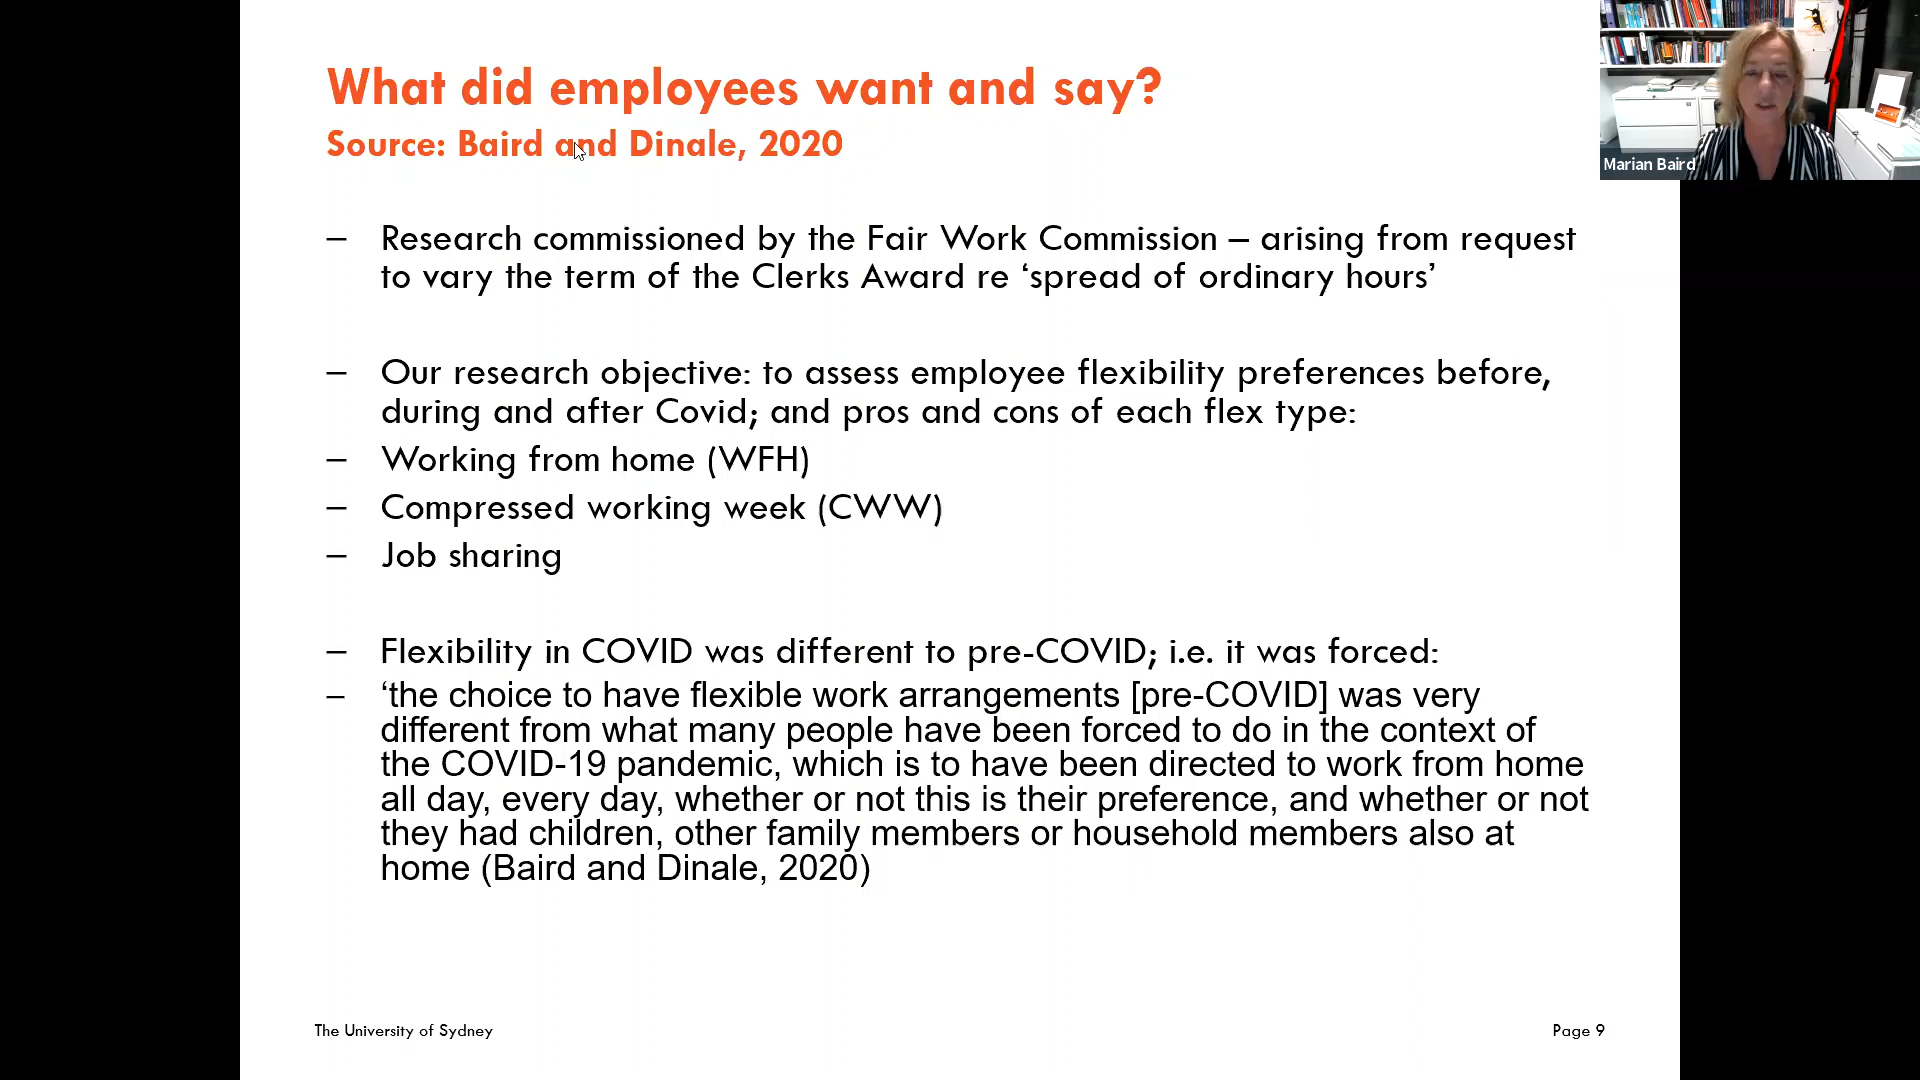 What did employees want and say?
Source: Baird and Dinale, 2020
Marian Baird
– Research commissioned by the Fair Work Commission – arising from request
to vary the term of the Clerks Award re ‘spread of ordinary hours’
– Our research objective: to assess employee flexibility preferences before,
during and after Covid; and pros and cons of each flex type:
– Working from home (WFH)
– Compressed working week (CWW)
– Job sharing
– Flexibility in COVID was different to pre-COVID; i.e. it was forced:
– ‘the choice to have flexible work arrangements [pre-COVID] was very
different from what many people have been forced to do in the context of
the COVID-19 pandemic, which is to have been directed to work from home
all day, every day, whether or not this is their preference, and whether or not
they had children, other family members or household members also at
home (Baird and Dinale, 2020)
The University of Sydney
Page 9